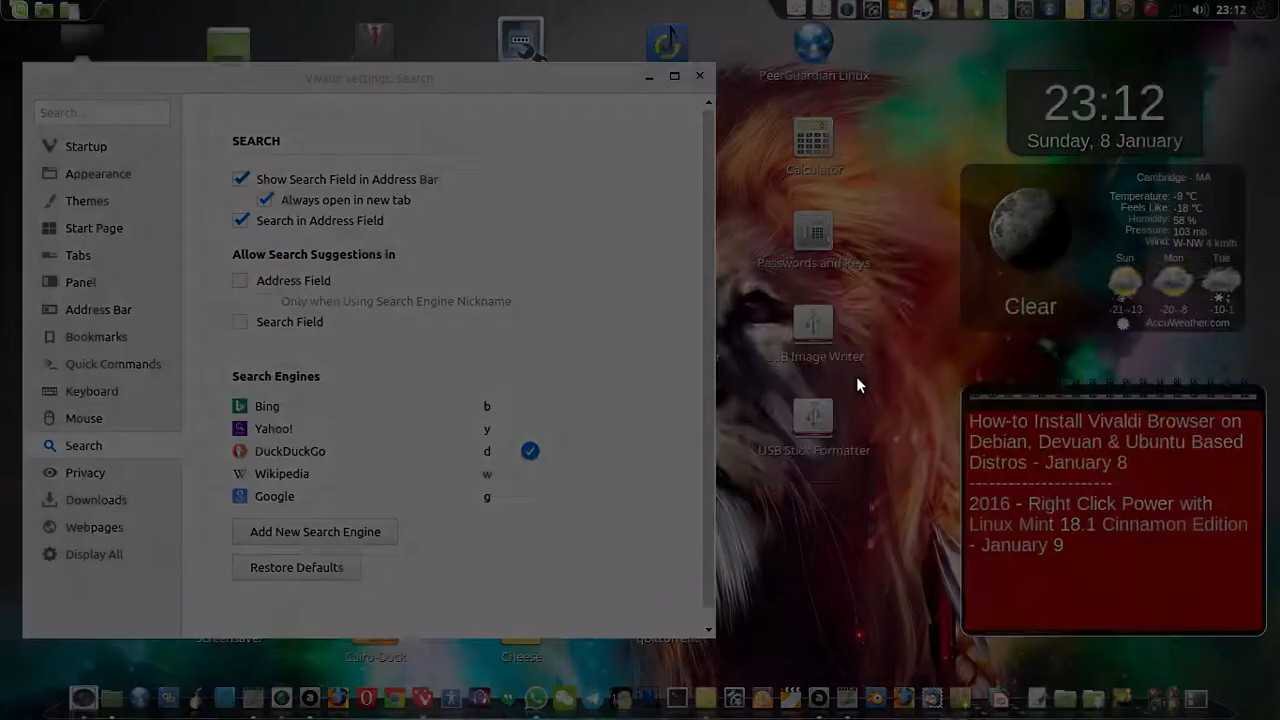 23:12
PeerGuardian Linux
Vivaldi settings: Search
Search...
Startup
Appearance
Themes
Start Page
Tabs
Panel
Address Bar
Bookmarks
Quick Commands
Keyboard
Mouse
Search
Privacy
Downloads
Webpages
Display All
SEARCH
Show Search Field in Address Bar
Always open in new tab
Search in Address Field
Allow Search Suggestions in
Address Field
Only when Using Search Engine Nickname
Search Field
Search Engines
Bing b
Yahoo! y
DuckDuckGo d
Wikipedia w
Google g
Add New Search Engine
Restore Defaults
Calculator
Passwords and Keys
USB Image Writer
USB Stick Formatter
Screensaver
Cairo-Dock
Cheese
23:12
Sunday, 8 January
Cambridge - MA
Temperature: -9 °C
Feels Like: -18 °C
Humidity: 58 %
Pressure: 103 mb
Wind: W-NW 4 kmlh
Clear
Sun Mon Tue
-21--13 -20--8 -10-1
AccuWeather.com
How-to Install Vivaldi Browser on
Debian, Devuan & Ubuntu Based
Distros - January 8
----------------------
2016 - Right Click Power with
Linux Mint 18.1 Cinnamon Edition
- January 9